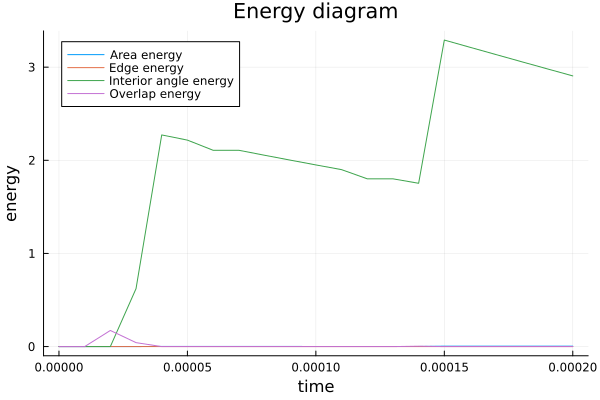 Energy diagram
Area energy
Edge energy
Interior angle energy
Overlap energy
energy
3
2
1
0
0.00000
0.00005
0.00010
0.00015
0.00020
time